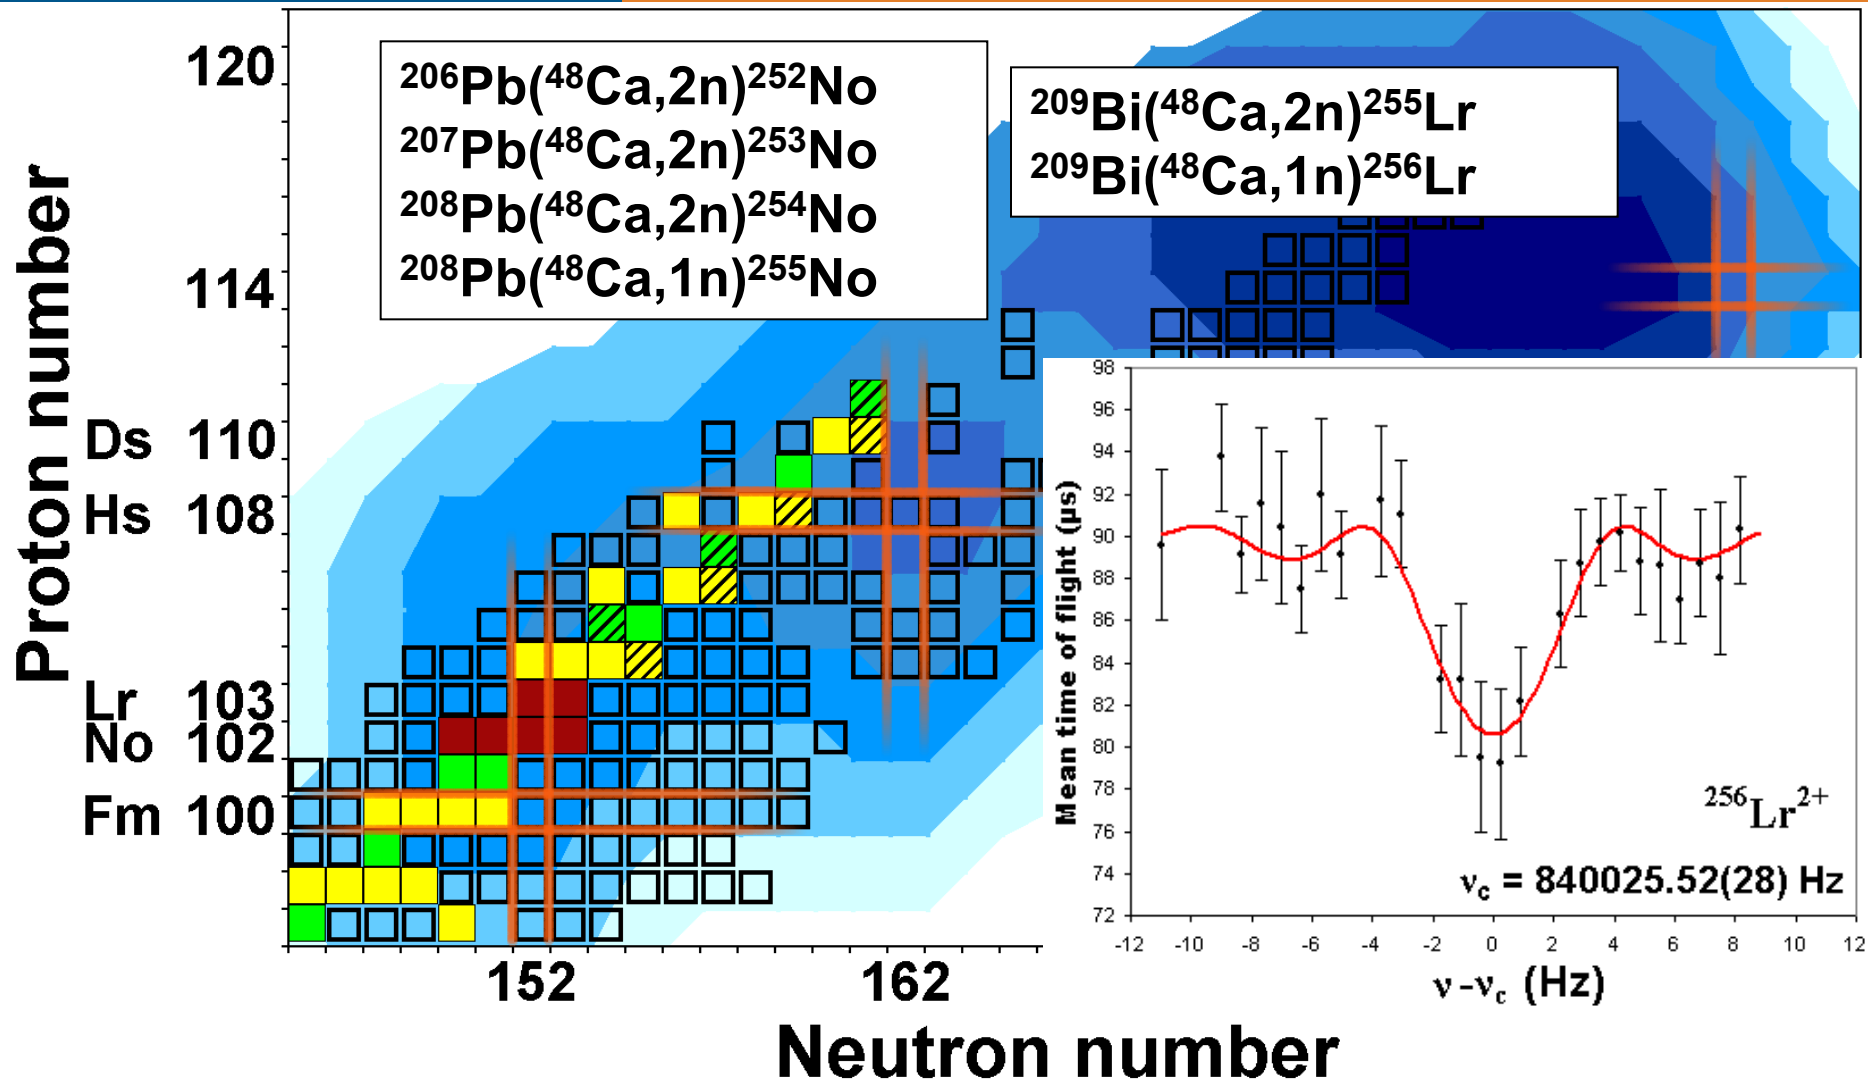 120
114
Ds 110
Hs 108
Lr 103
No 102
Fm 100
Proton number
²⁰⁶Pb(⁴⁸Ca,2n)²⁵²No
²⁰⁷Pb(⁴⁸Ca,2n)²⁵³No
²⁰⁸Pb(⁴⁸Ca,2n)²⁵⁴No
²⁰⁸Pb(⁴⁸Ca,1n)²⁵⁵No
²⁰⁹Bi(⁴⁸Ca,2n)²⁵⁵Lr
²⁰⁹Bi(⁴⁸Ca,1n)²⁵⁶Lr
98
96
94
92
90
88
86
84
82
80
78
76
74
72
Mean time of flight (µs)
²⁵⁶Lr²⁺
νc = 840025.52(28) Hz
-12 -10 -8 -6 -4 -2 0 2 4 6 8 10 12
ν-νc (Hz)
152 162
Neutron number